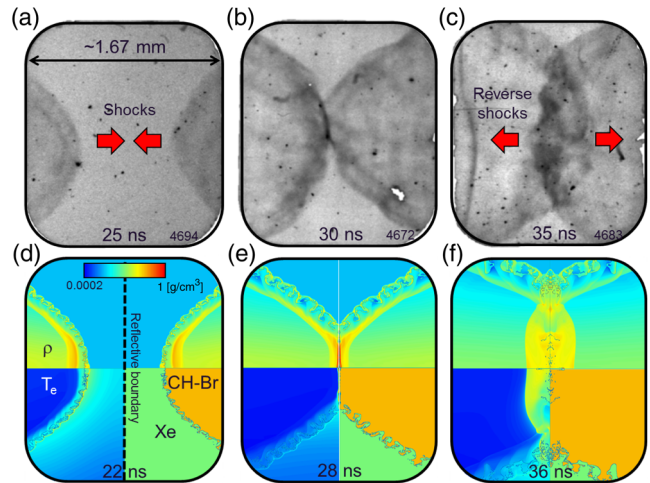 (a)
~1.67 mm
Shocks
25 ns
4694
(b)
30 ns
4672
(c)
Reverse
shocks
35 ns
4683
(d)
0.0002
1 [g/cm³]
ρ
Te
Reflective boundary
CH-Br
Xe
22 ns
(e)
28 ns
(f)
36 ns